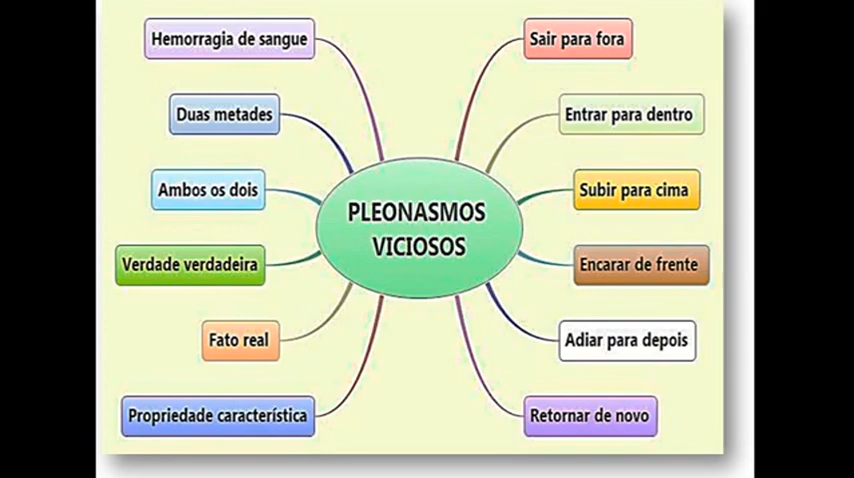 Hemorragia de sangue
Duas metades
Ambos os dois
Verdade verdadeira
Fato real
Propriedade característica
PLEONASMOS
VICIOSOS
Sair para fora
Entrar para dentro
Subir para cima
Encarar de frente
Adiar para depois
Retornar de novo